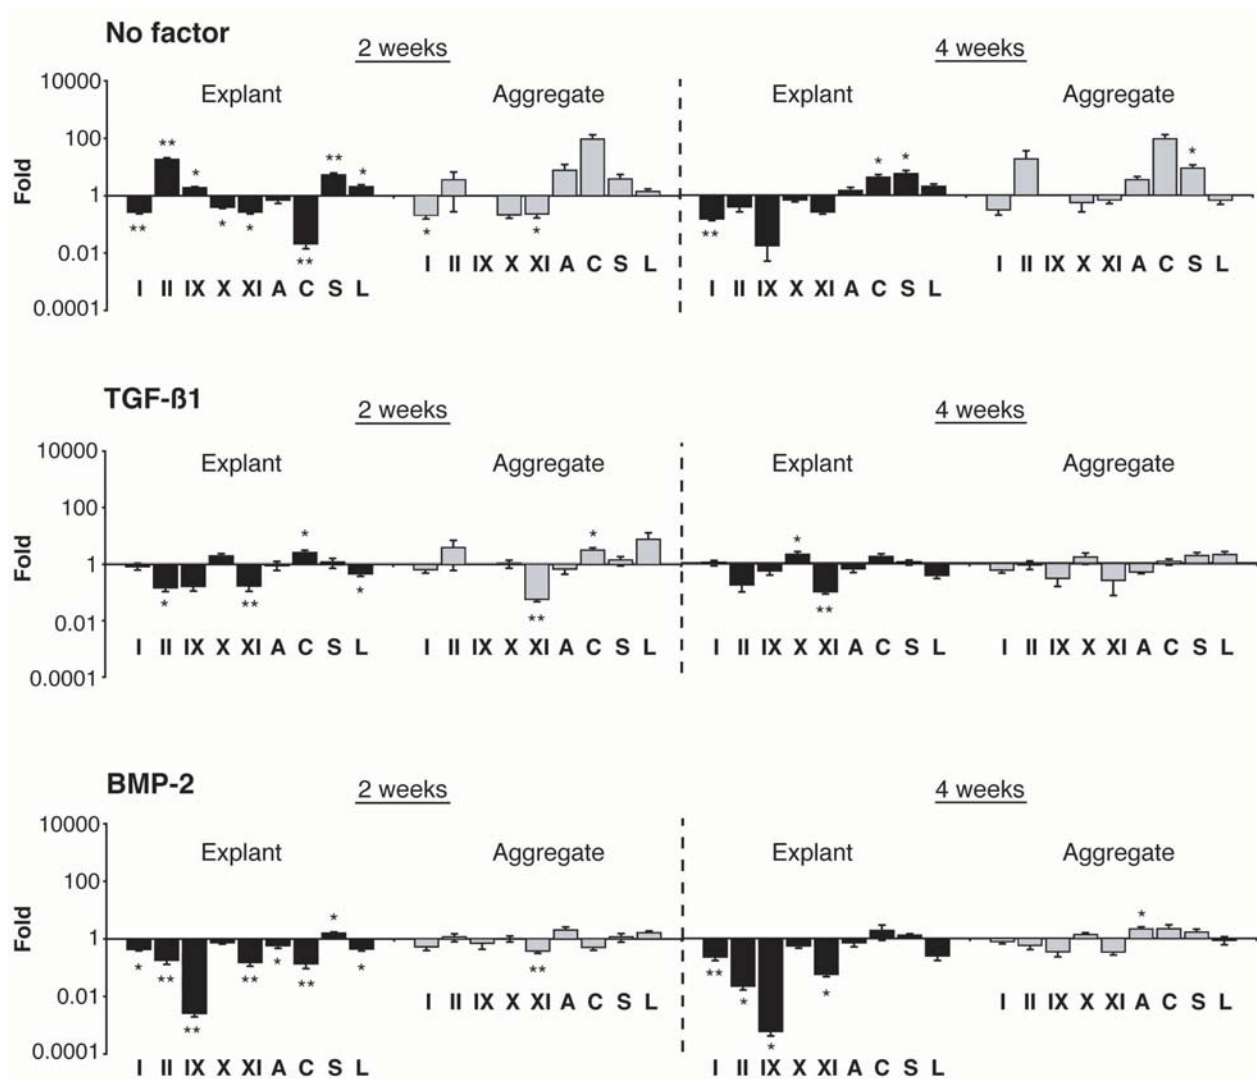 No factor
2 weeks 4 weeks
10000 Explant Aggregate Explant Aggregate
100 ** * ** * * * *
Fold
1
** * * ** * * **
0.01
I II IX X XI A C S L I II IX X XI A C S L
I II IX X XI A C S L I II IX X XI A C S L
0.0001
TGF-ß1
2 weeks 4 weeks
10000 Explant Aggregate Explant Aggregate
100
* * *
Fold
1
* ** * ** **
0.01
I II IX X XI A C S L I II IX X XI A C S L I II IX X XI A C S L I II IX X XI A C S L
0.0001
BMP-2
2 weeks 4 weeks
10000 Explant Aggregate Explant Aggregate
100
* *
Fold
1
* ** ** ** * ** * ** ** * * *
0.01
I II IX X XI A C S L I II IX X XI A C S L
0.0001
I II IX X XI A C S L I II IX X XI A C S L